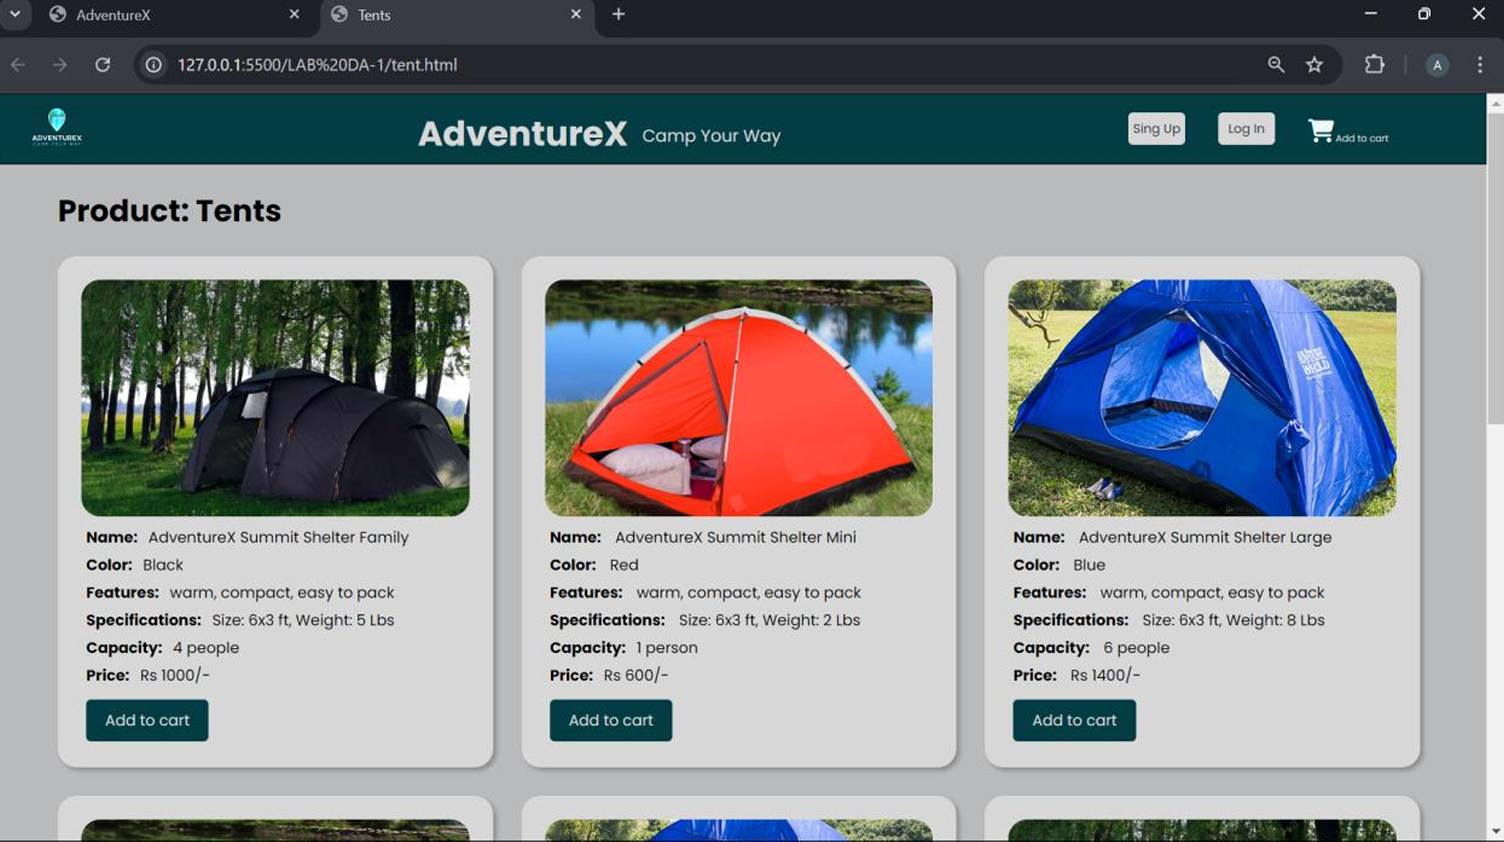 AdventureX
Tents
127.0.0.1:5500/LAB%20DA-1/tent.html
A
ADVENTUREX
CAMP YOUR WAY
AdventureX Camp Your Way
Sing Up
Log In
Add to cart
Product: Tents
Name: AdventureX Summit Shelter Family
Color: Black
Features: warm, compact, easy to pack
Specifications: Size: 6x3 ft, Weight: 5 Lbs
Capacity: 4 people
Price: Rs 1000/-
Add to cart
Name: AdventureX Summit Shelter Mini
Color: Red
Features: warm, compact, easy to pack
Specifications: Size: 6x3 ft, Weight: 2 Lbs
Capacity: 1 person
Price: Rs 600/-
Add to cart
Name: AdventureX Summit Shelter Large
Color: Blue
Features: warm, compact, easy to pack
Specifications: Size: 6x3 ft, Weight: 8 Lbs
Capacity: 6 people
Price: Rs 1400/-
Add to cart